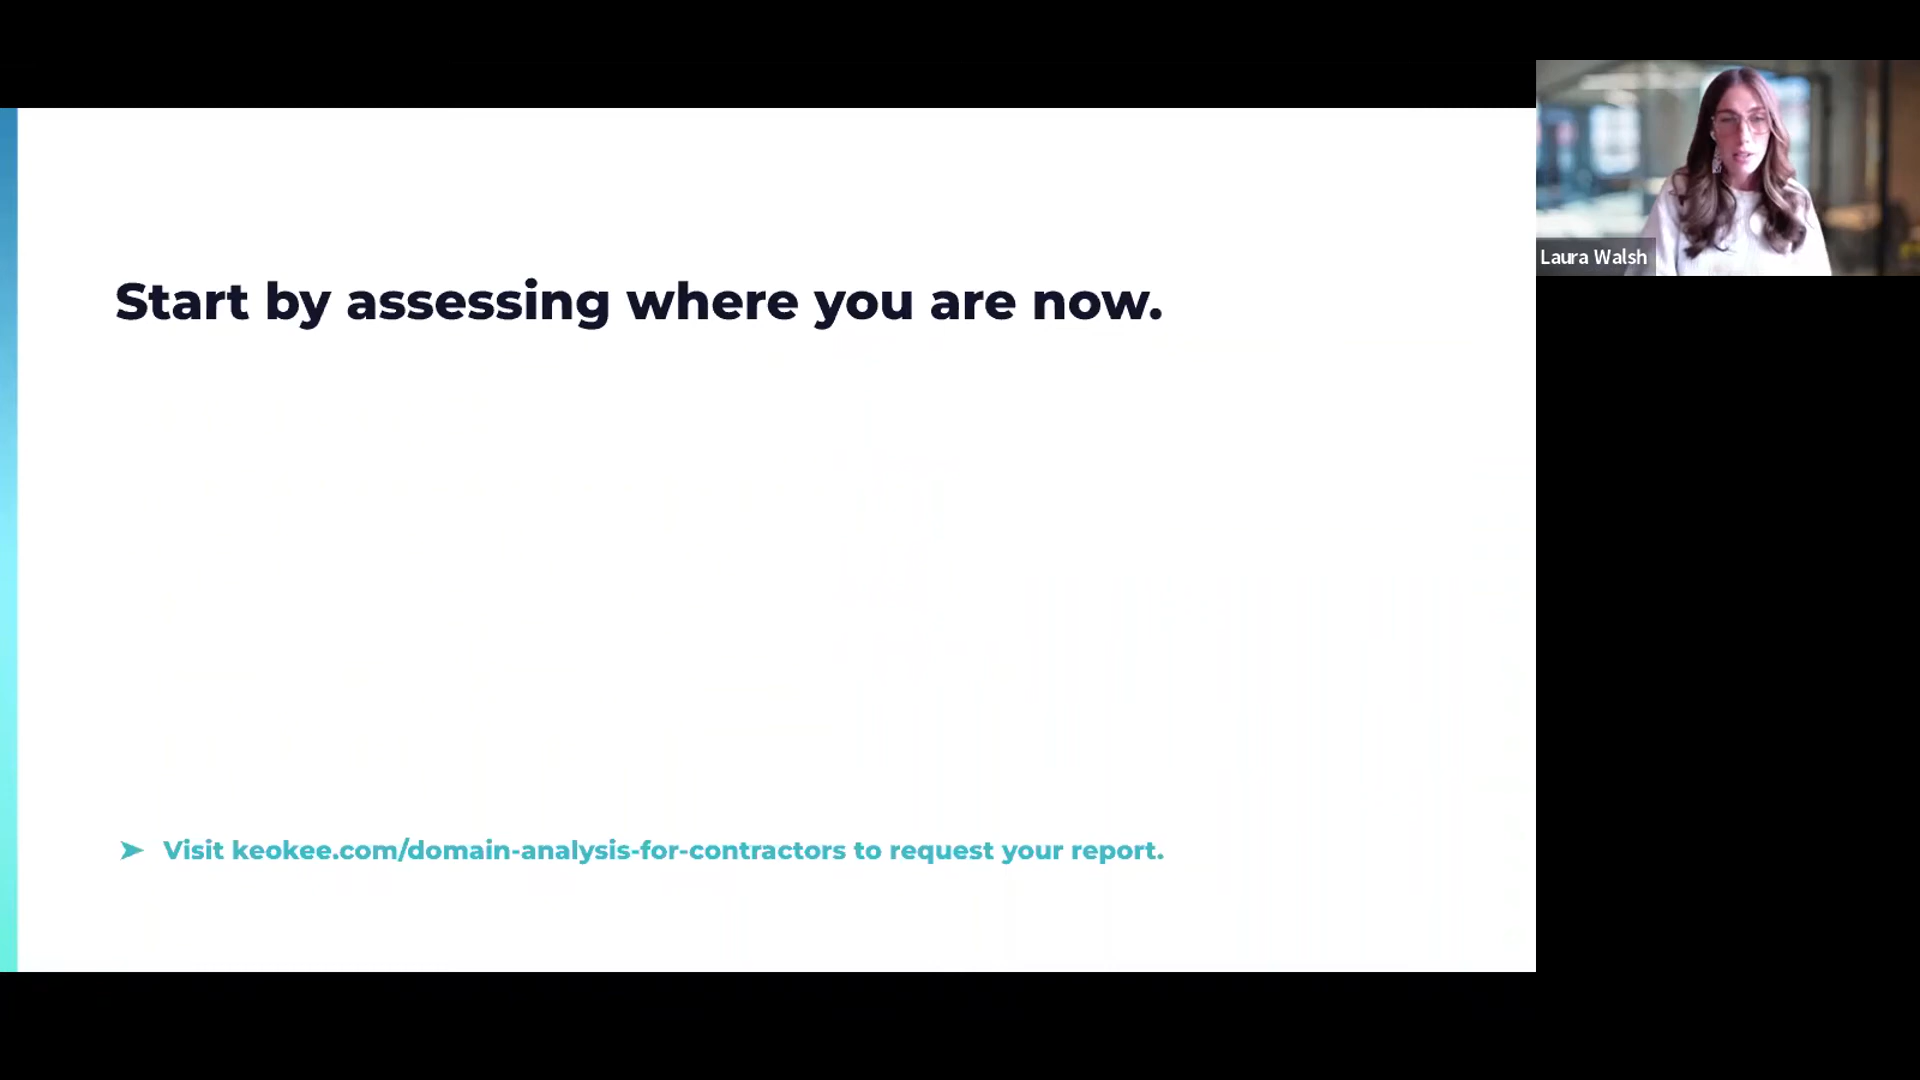 Start by assessing where you are now.
Visit keokee.com/domain-analysis-for-contractors to request your report.
Laura Walsh